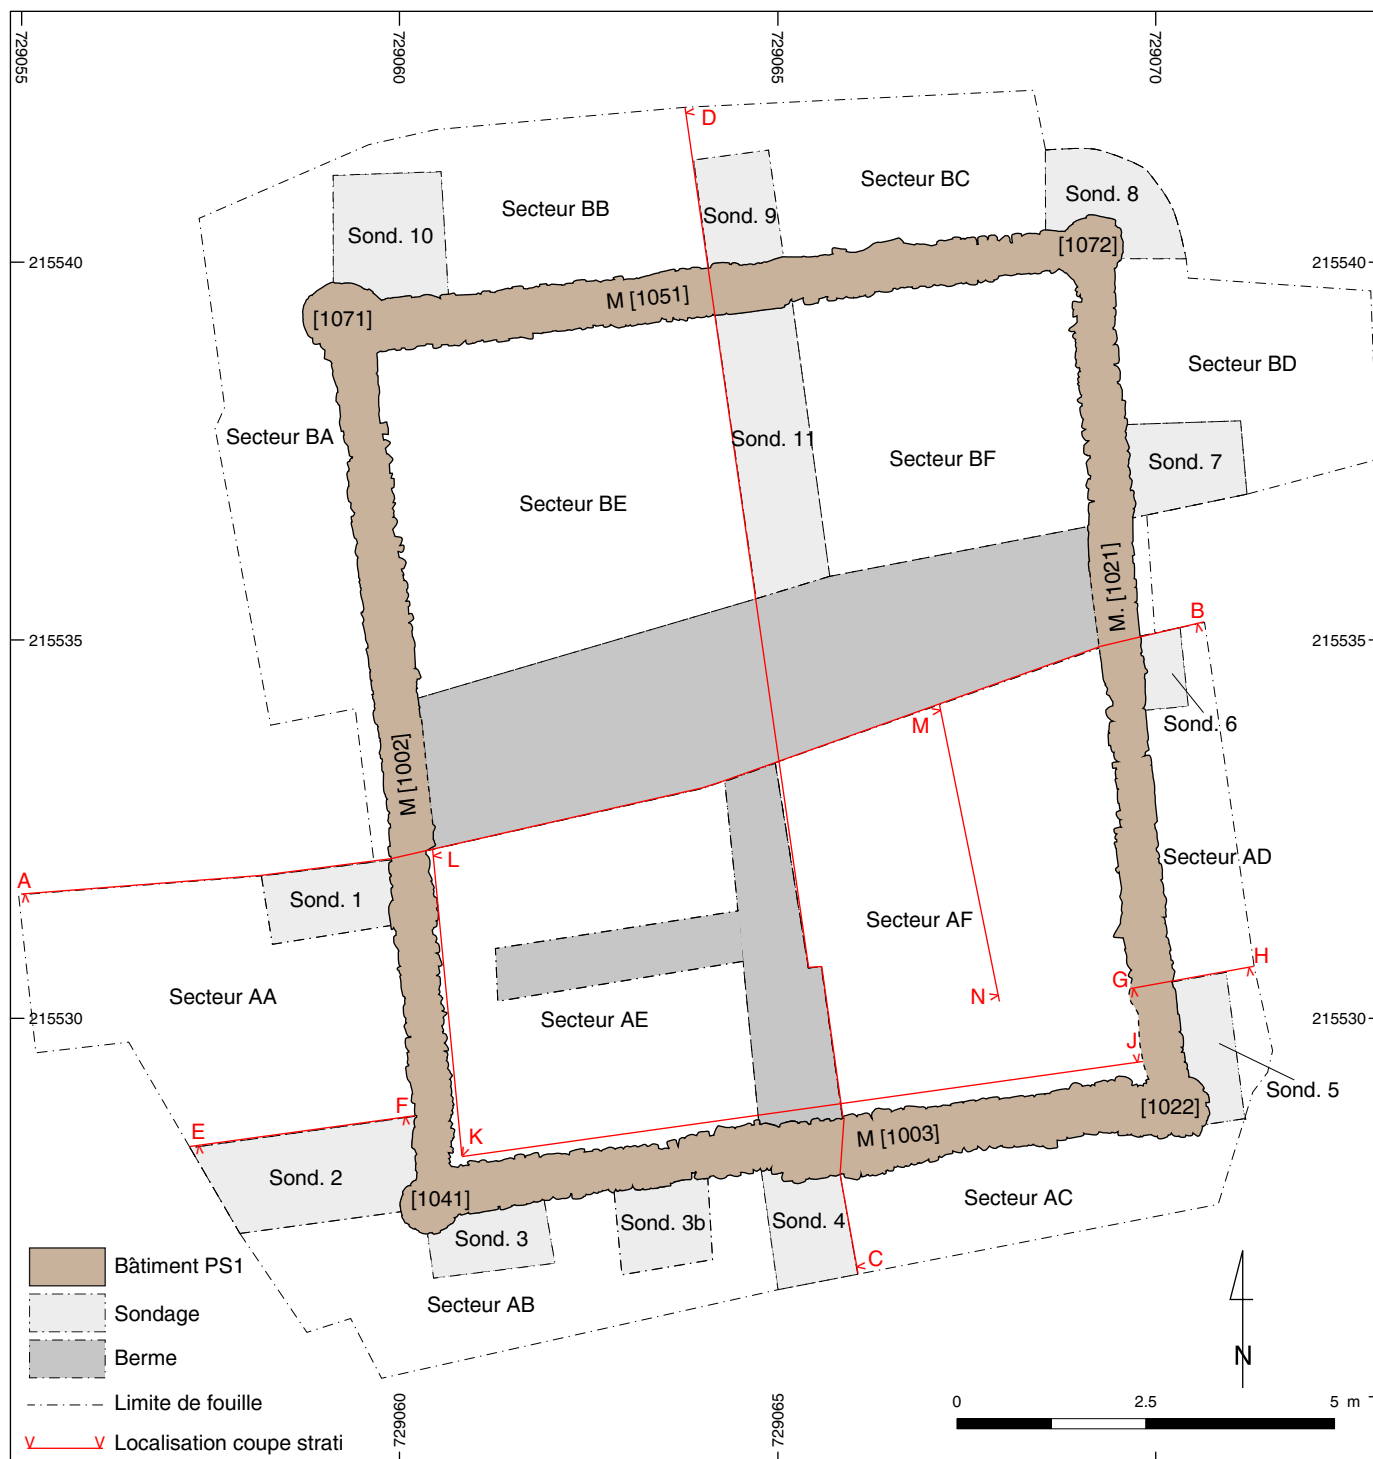 729055
729060
729065
729070
D
Secteur BC
Sond. 8
Secteur BB
Sond. 9
Sond. 10
[1072]
215540
215540
M [1051]
[1071]
Secteur BD
Secteur BA
Sond. 11
Secteur BF
Sond. 7
Secteur BE
M. [1021]
B
215535
215535
M
Sond. 6
M [1002]
L
Secteur AD
A
Sond. 1
Secteur AF
H
G
N
Secteur AA
Secteur AE
215530
215530
J
Sond. 5
F
[1022]
E
K
M [1003]
Sond. 2
[1041]
Secteur AC
Sond. 3
Sond. 3b
Sond. 4
C
Bâtiment PS1
Secteur AB
Sondage
Berme
N
Limite de fouille
729060
729065
0
2.5
5 m
Localisation coupe strati